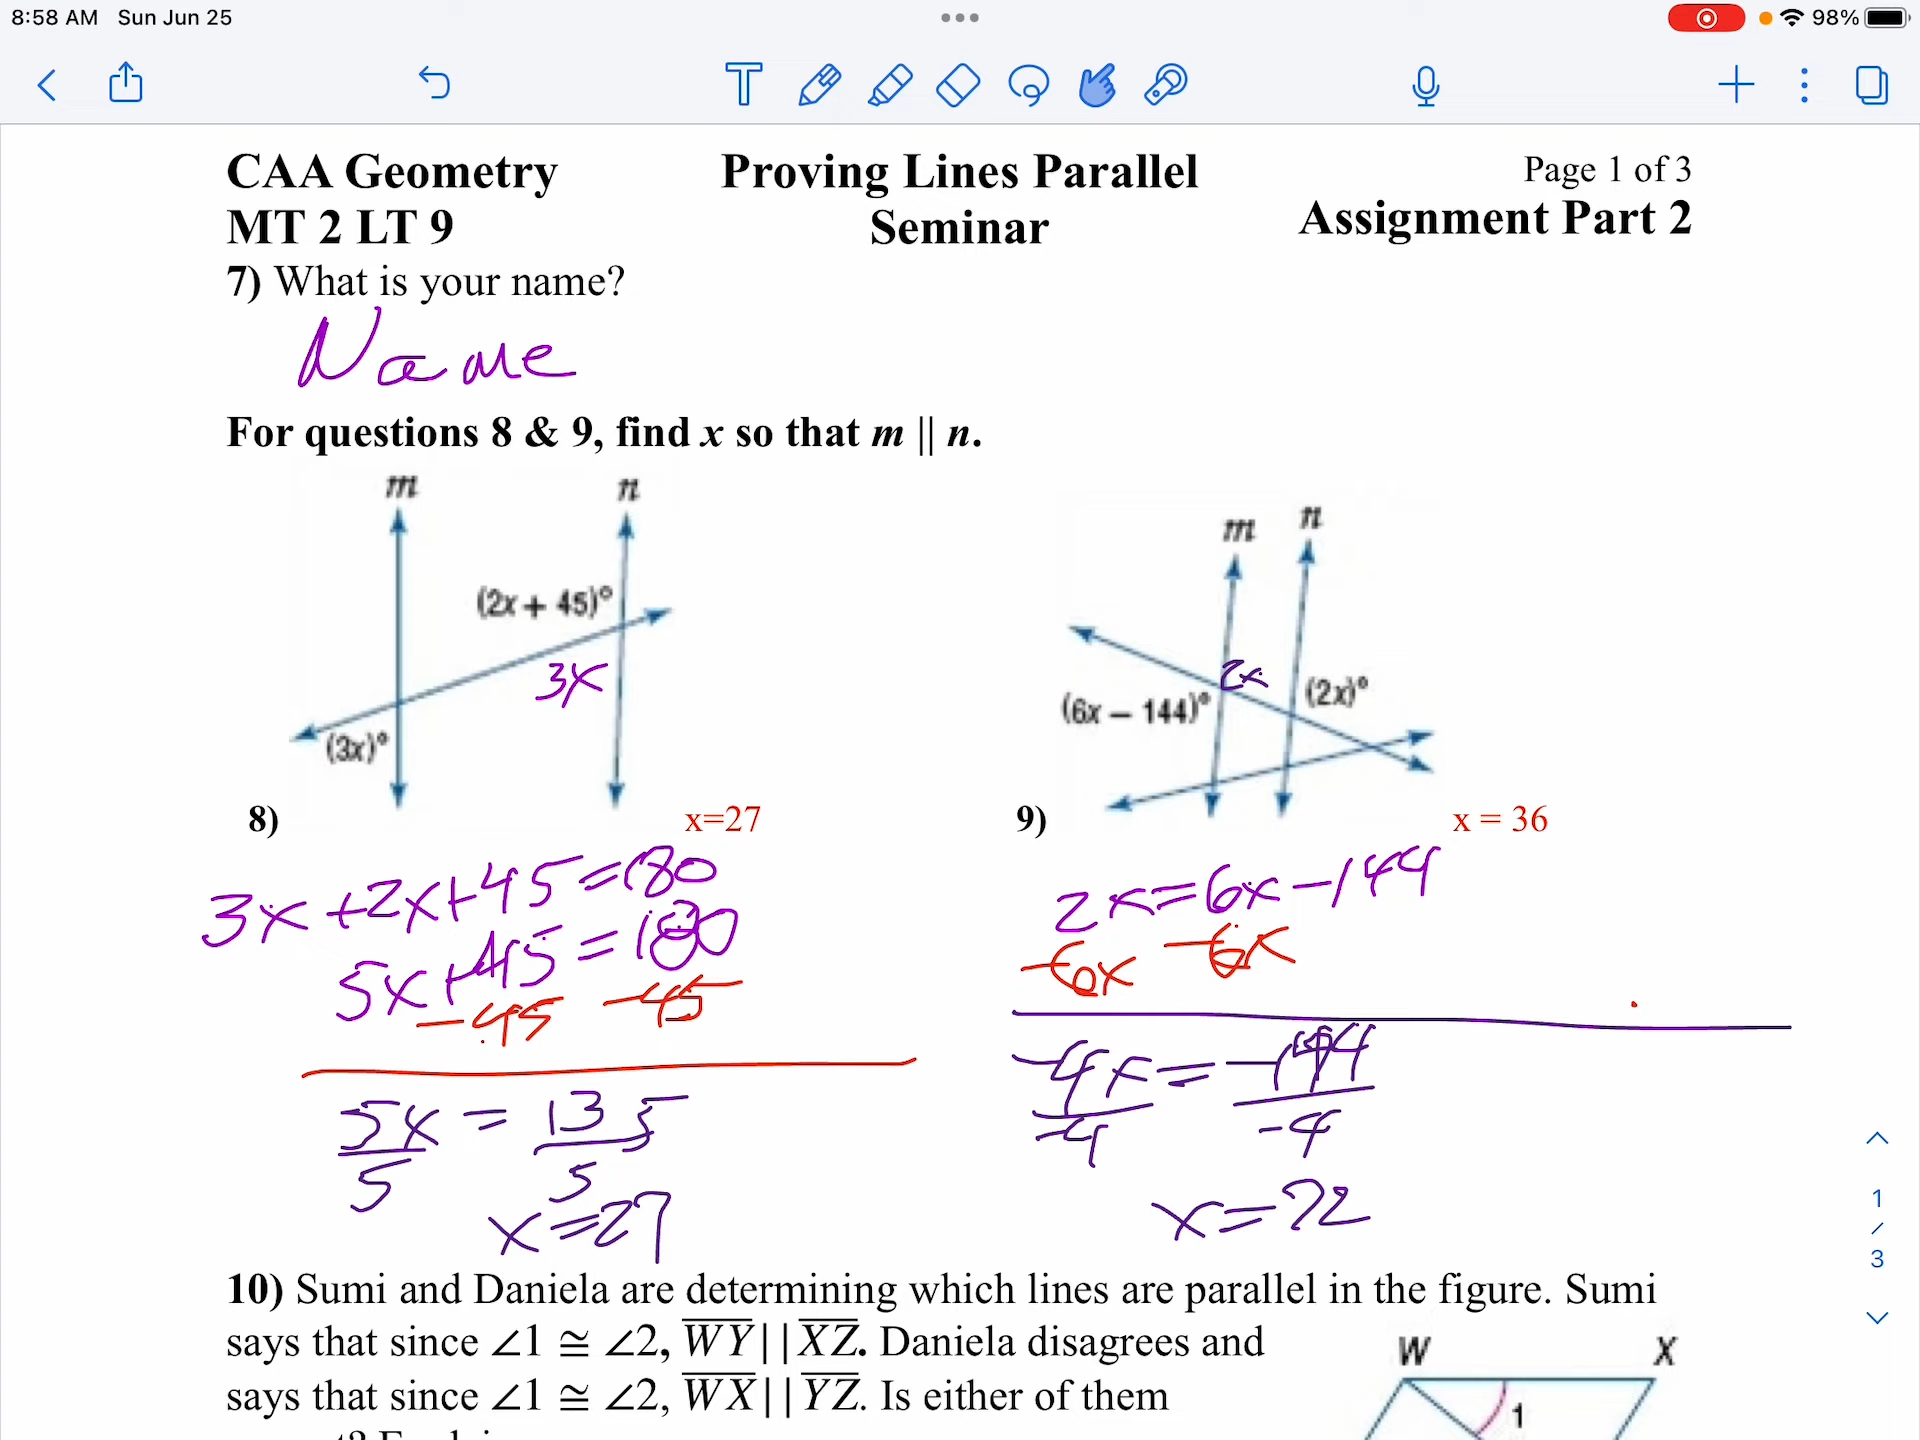 8:58 AM Sun Jun 25
98%
CAA Geometry
MT 2 LT 9
Proving Lines Parallel
Seminar
Page 1 of 3
Assignment Part 2
7) What is your name?
Name
For questions 8 & 9, find x so that m || n.
m
n
(2x + 45)°
3x
(3x)°
8)
x=27
3x+2x+45=180
5x+45=180
-45 -45
5x = 135
5 5
x=27
m
n
2x
(6x – 144)°
(2x)°
9)
x = 36
2x=6x-144
-6x -6x
-4x=-144
-4 -4
x=72
1
/
3
10) Sumi and Daniela are determining which lines are parallel in the figure. Sumi
says that since ∠1 ≅ ∠2, WY||XZ. Daniela disagrees and
says that since ∠1 ≅ ∠2, WX||YZ. Is either of them
W
X
1